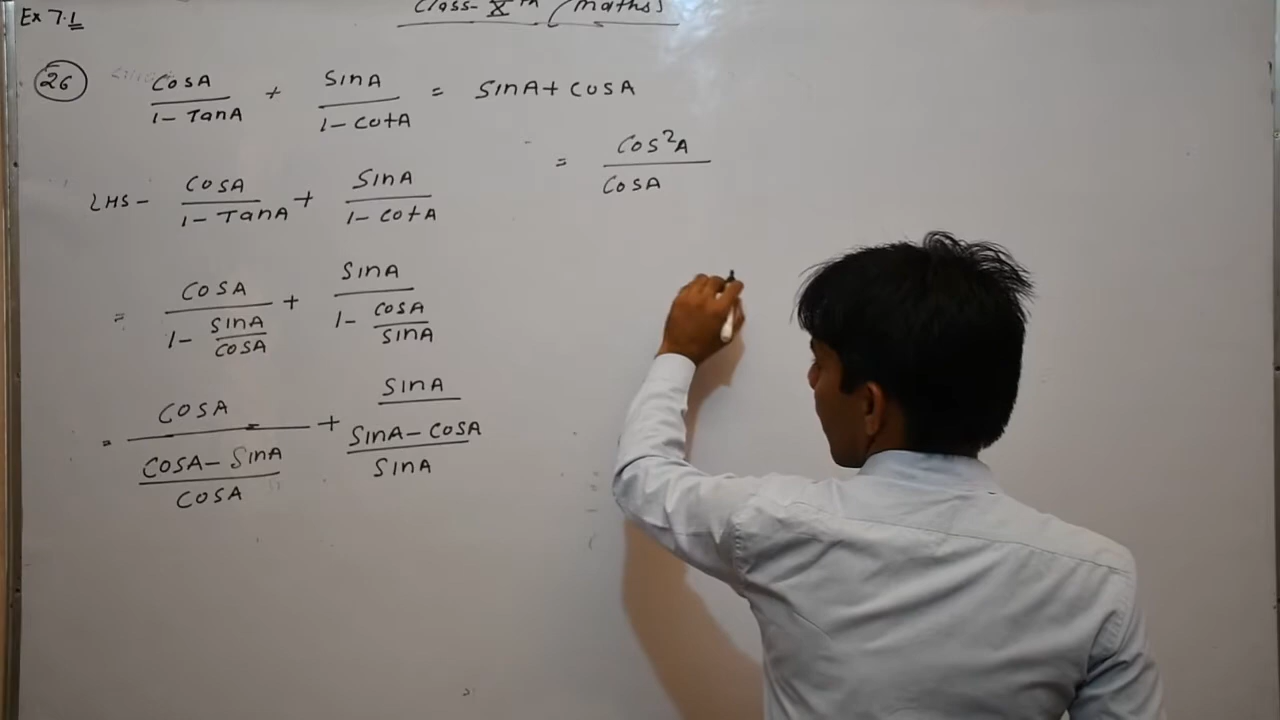 Ex 7.1
Class-Xth (Maths)
26 CosA/1-TanA + SinA/1-CotA = SinA+CosA
LHS- CosA/1-TanA + SinA/1-CotA
= CosA/1-SinA/CosA + SinA/1-CosA/SinA
= CosA/CosA-SinA/CosA + SinA/SinA-CosA/SinA
= Cos²A/CosA